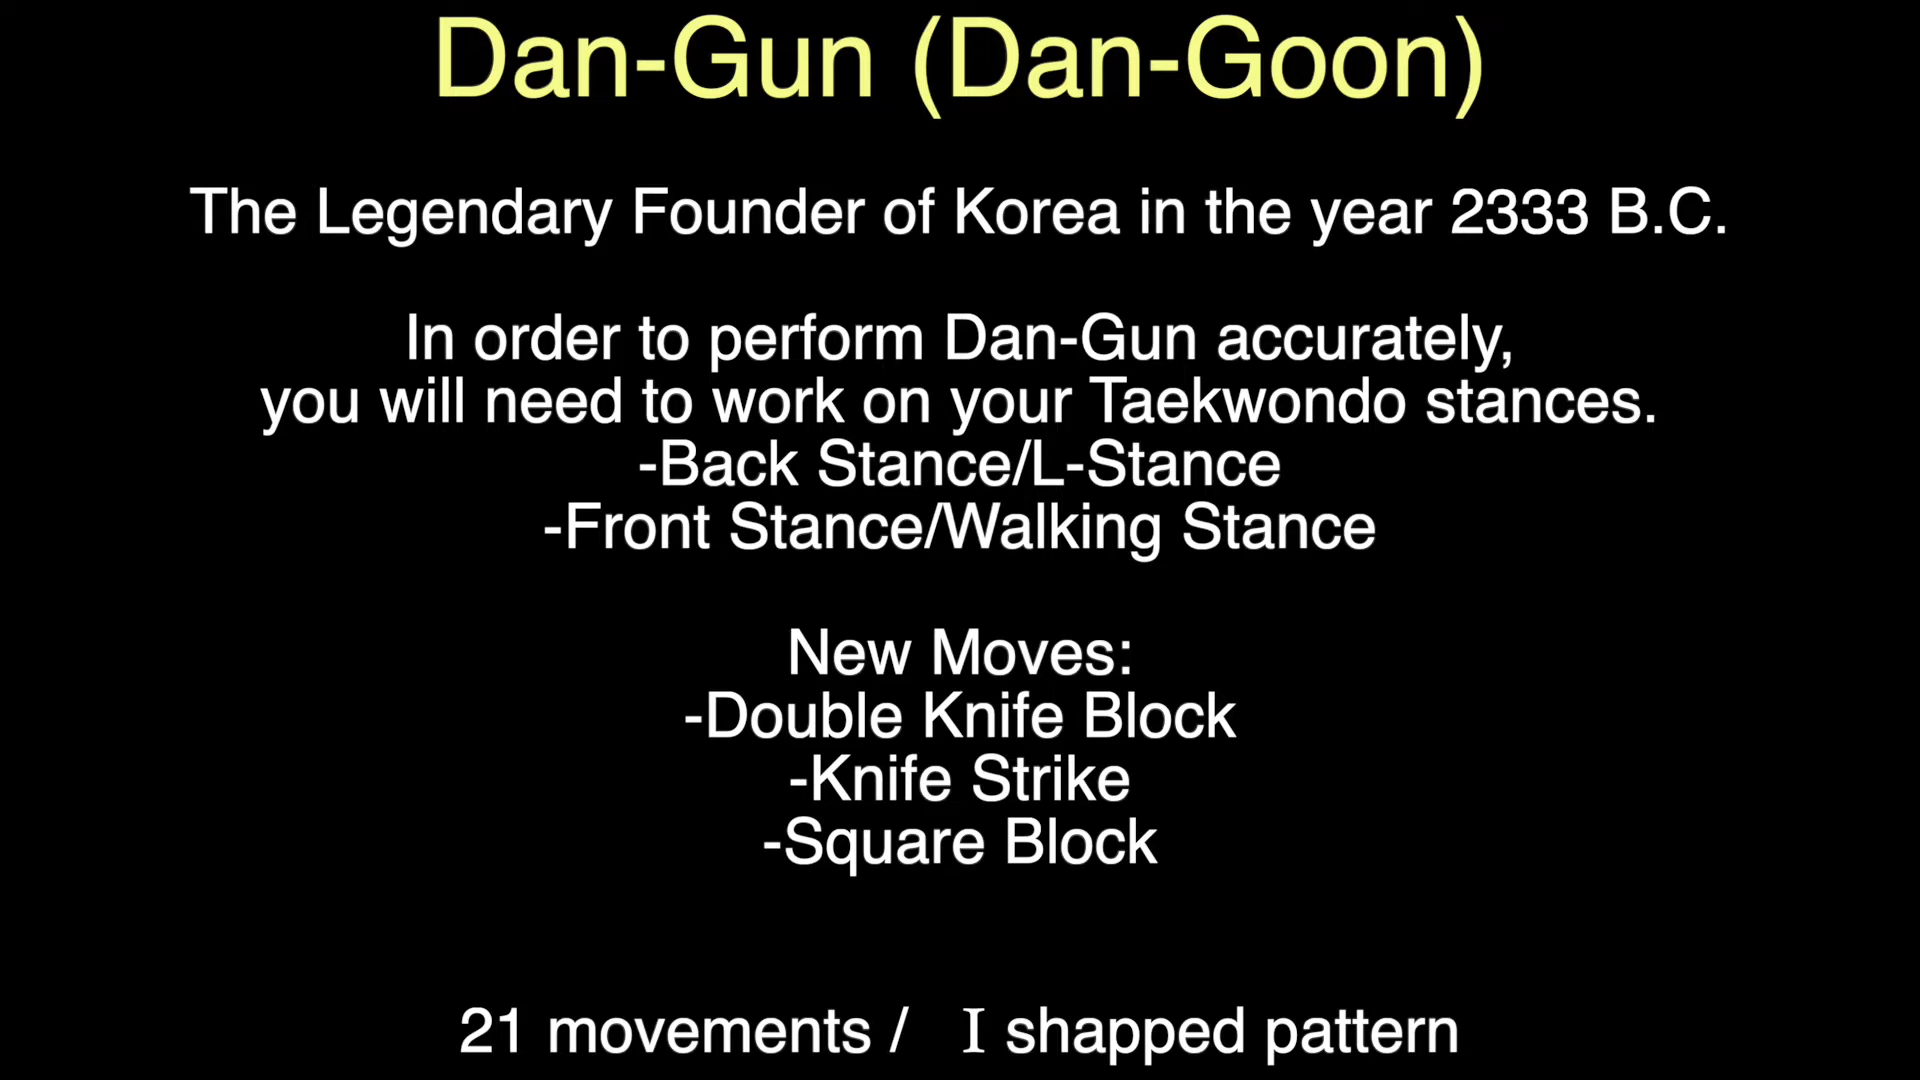 Dan-Gun (Dan-Goon)
The Legendary Founder of Korea in the year 2333 B.C.
In order to perform Dan-Gun accurately,
you will need to work on your Taekwondo stances.
-Back Stance/L-Stance
-Front Stance/Walking Stance
New Moves:
-Double Knife Block
-Knife Strike
-Square Block
21 movements / I shapped pattern